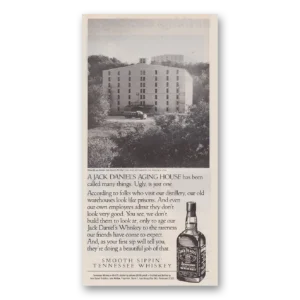 A JACK DANIEL'S AGING HOUSE has been
called many things. Ugly is just one.
According to folks who visit our distillery, our old
warehouses look like prisons. And even
our own employees admit they don't
look very good. You see, we don't
build them to look at, only to age our
Jack Daniel's Whiskey to the rareness
our friends have come to expect.
And, as your first sip will tell you,
they're doing a beautiful job of that.
SMOOTH SIPPIN'
TENNESSEE WHISKEY